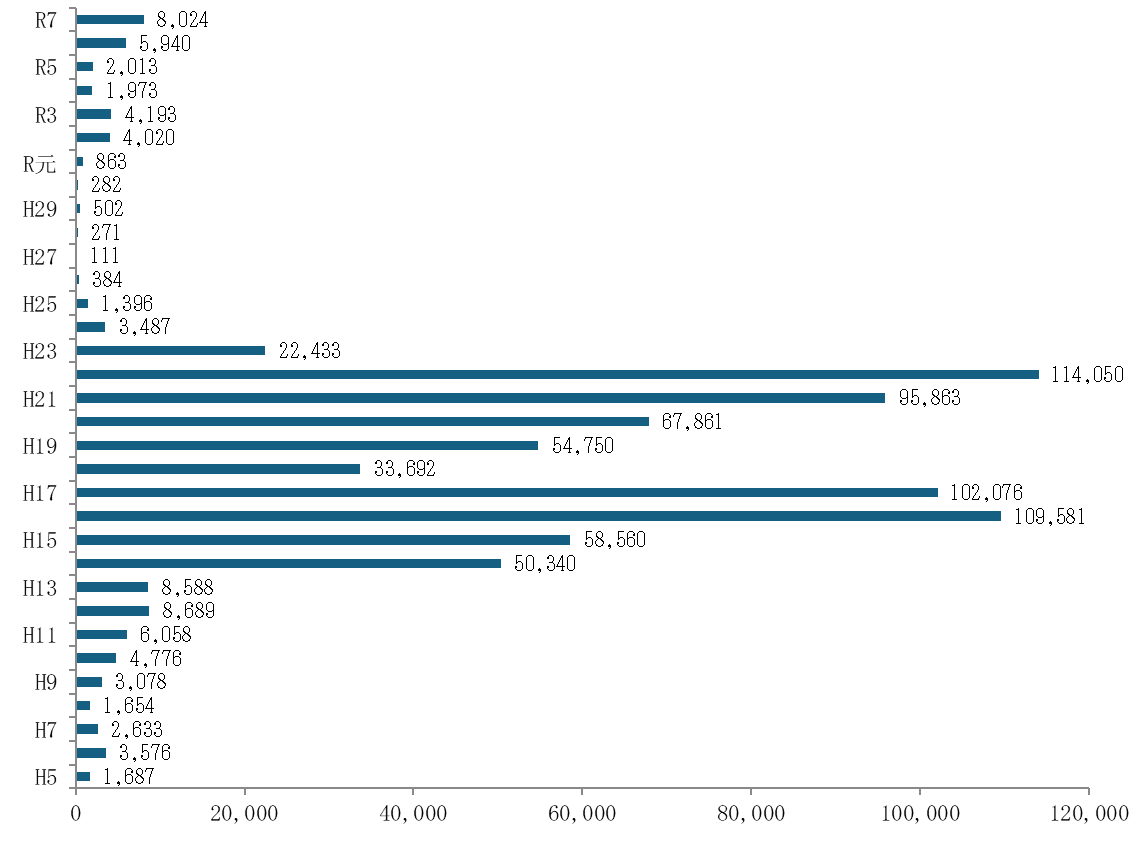 R7 8,024
5,940
R5 2,013
1,973
R3 4,193
4,020
R元 863
282
H29 502
271
H27 111
384
H25 1,396
3,487
H23 22,433
114,050
H21 95,863
67,861
H19 54,750
33,692
H17 102,076
109,581
H15 58,560
50,340
H13 8,588
8,689
H11 6,058
4,776
H9 3,078
1,654
H7 2,633
3,576
H5 1,687
0 20,000 40,000 60,000 80,000 100,000 120,000